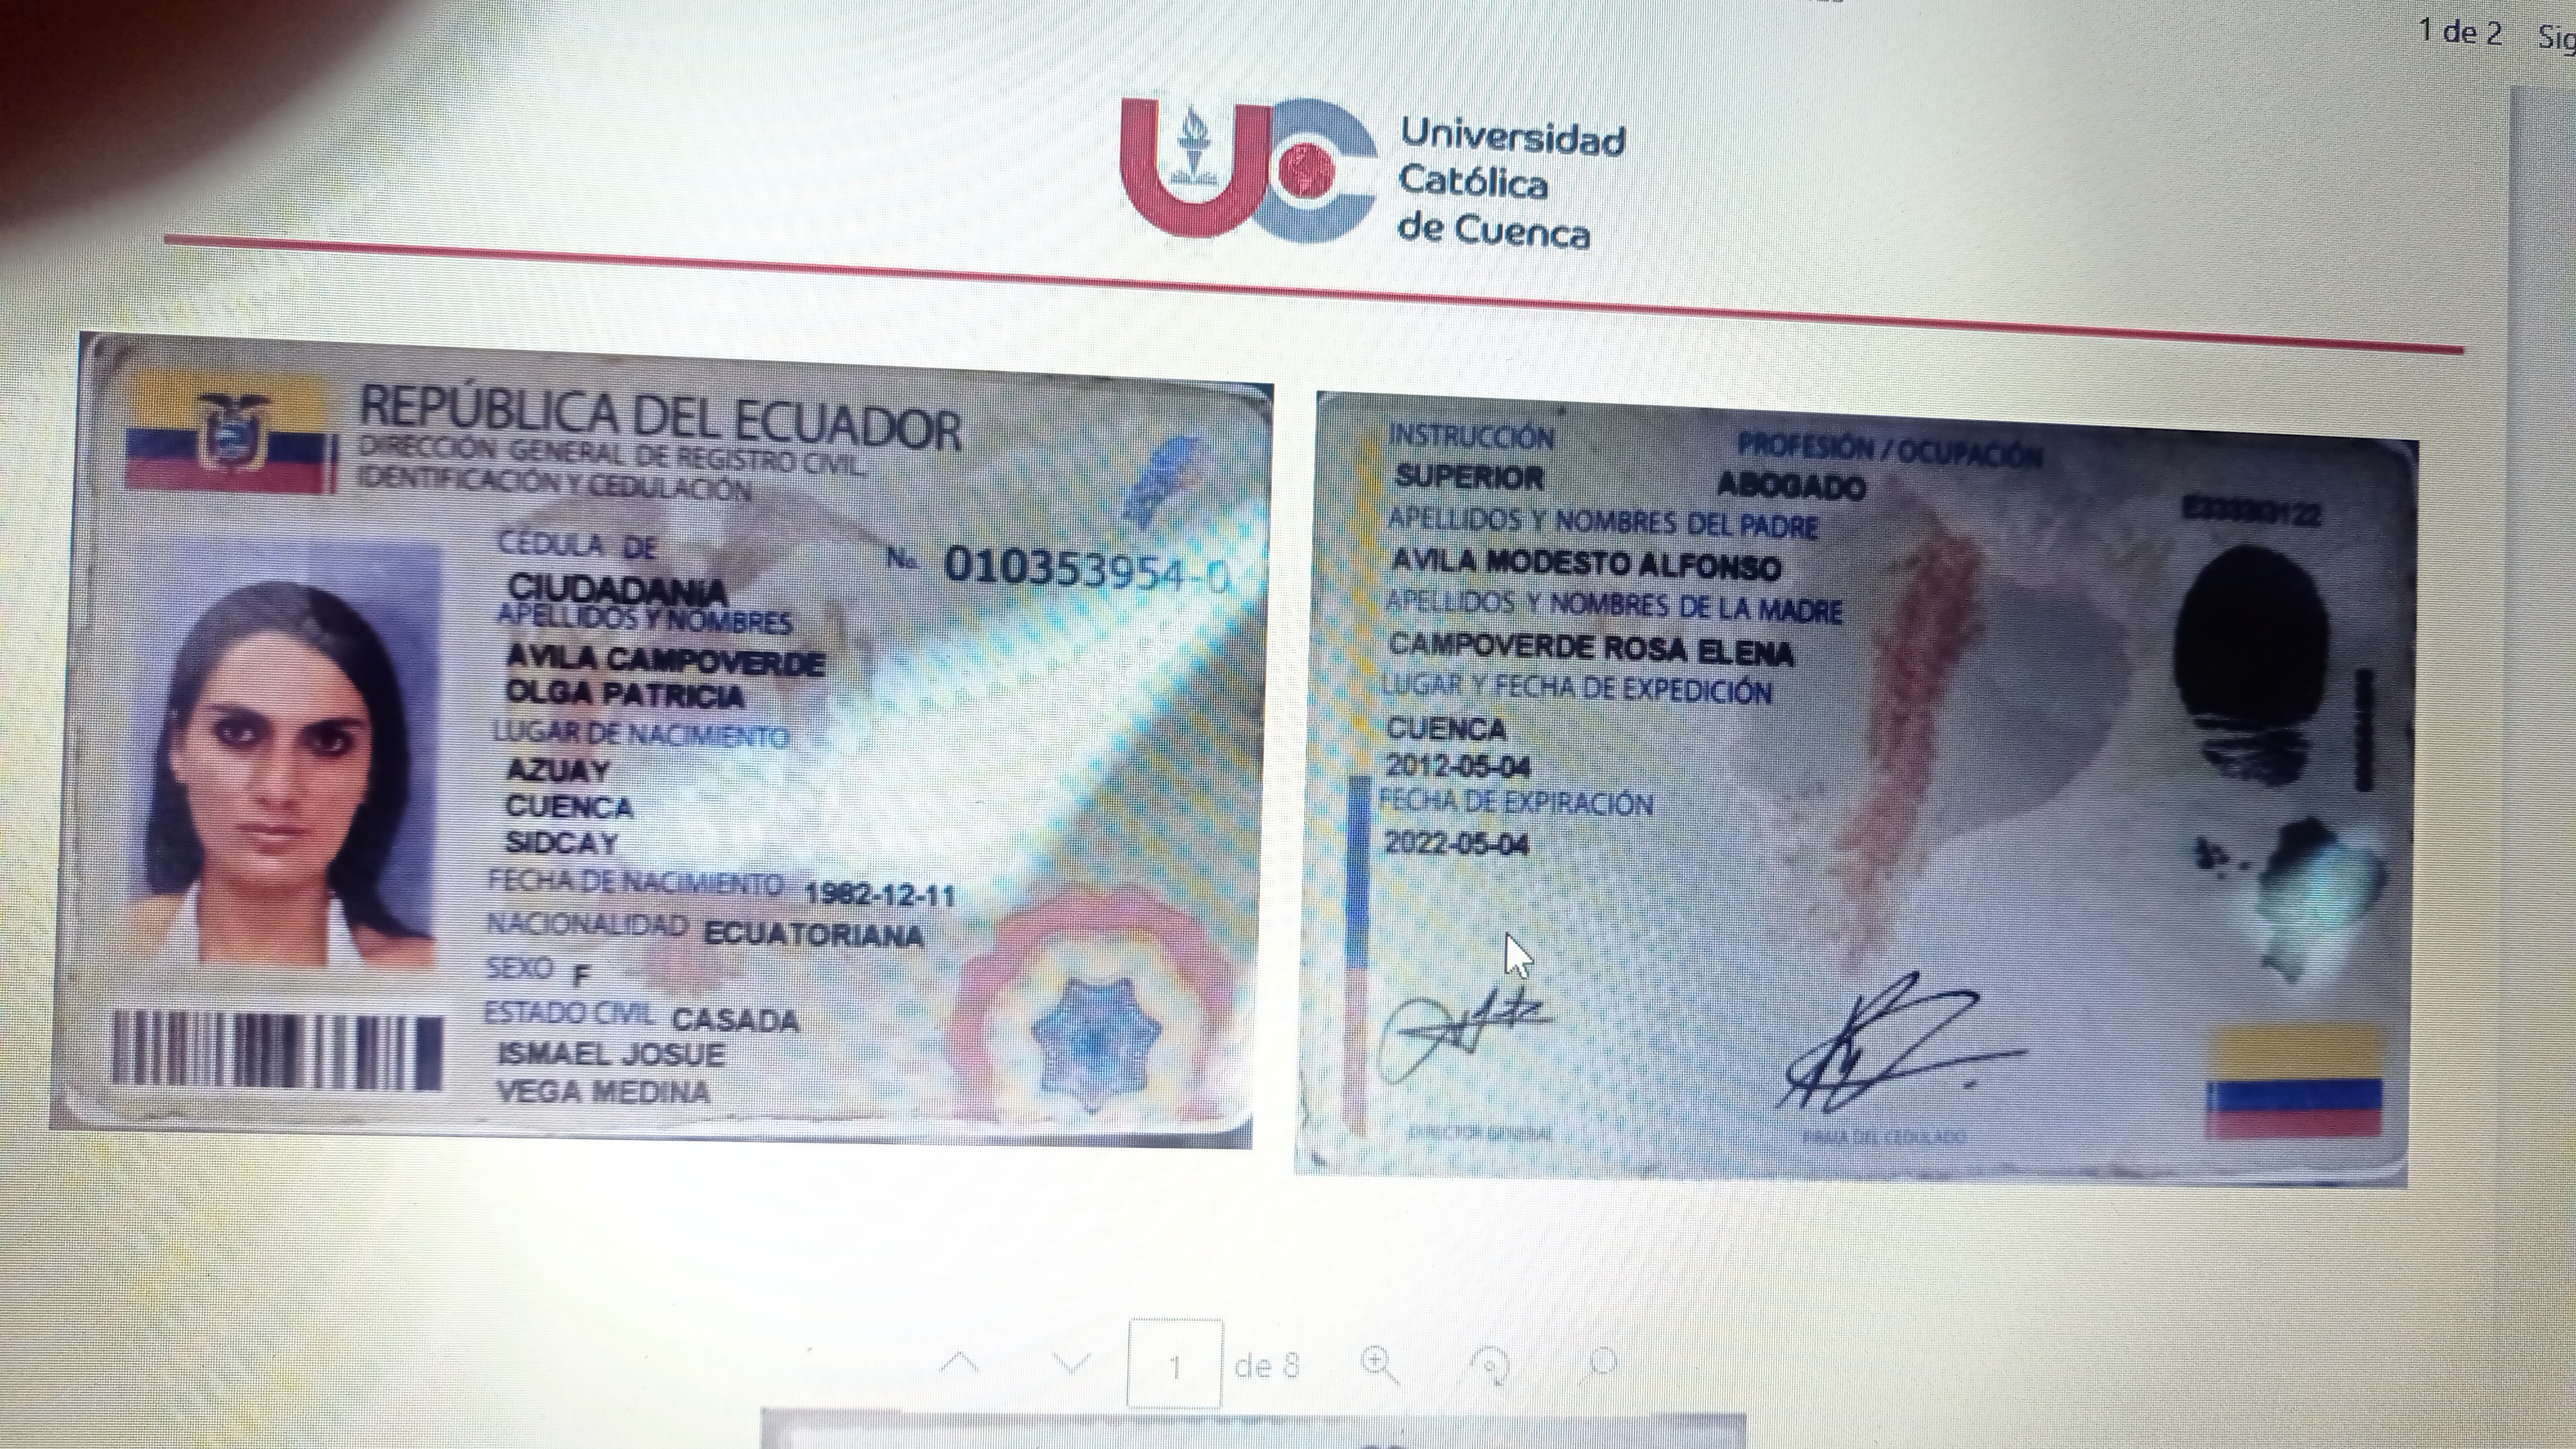 1 de 2
Universidad
Católica
de Cuenca
REPÚBLICA DEL ECUADOR
DIRECCIÓN GENERAL DE REGISTRO CIVIL,
IDENTIFICACIÓN Y CEDULACIÓN
CÉDULA DE
CIUDADANÍA
No. 010353954-0
APELLIDOS Y NOMBRES
AVILA CAMPOVERDE
OLGA PATRICIA
LUGAR DE NACIMIENTO
AZUAY
CUENCA
SIDCAY
FECHA DE NACIMIENTO 1982-12-11
NACIONALIDAD ECUATORIANA
SEXO F
ESTADO CIVIL CASADA
ISMAEL JOSUE
VEGA MEDINA
INSTRUCCIÓN
SUPERIOR
PROFESIÓN / OCUPACIÓN
ABOGADO
APELLIDOS Y NOMBRES DEL PADRE
AVILA MODESTO ALFONSO
APELLIDOS Y NOMBRES DE LA MADRE
CAMPOVERDE ROSA ELENA
LUGAR Y FECHA DE EXPEDICIÓN
CUENCA
2012-05-04
FECHA DE EXPIRACIÓN
2022-05-04
DIRECTOR GENERAL
FIRMA DEL CEDULADO
1 de 8